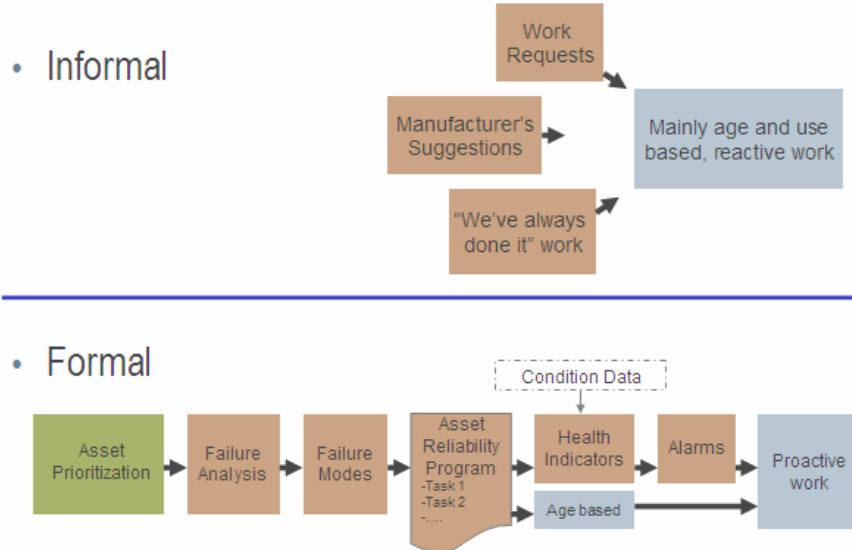 • Informal
Work
Requests
Manufacturer's
Suggestions
"We've always
done it" work
Mainly age and use
based, reactive work
• Formal
Condition Data
Asset
Prioritization
Failure
Analysis
Failure
Modes
Asset
Reliability
Program
-Task 1
-Task 2
-....
Health
Indicators
Alarms
Age based
Proactive
work